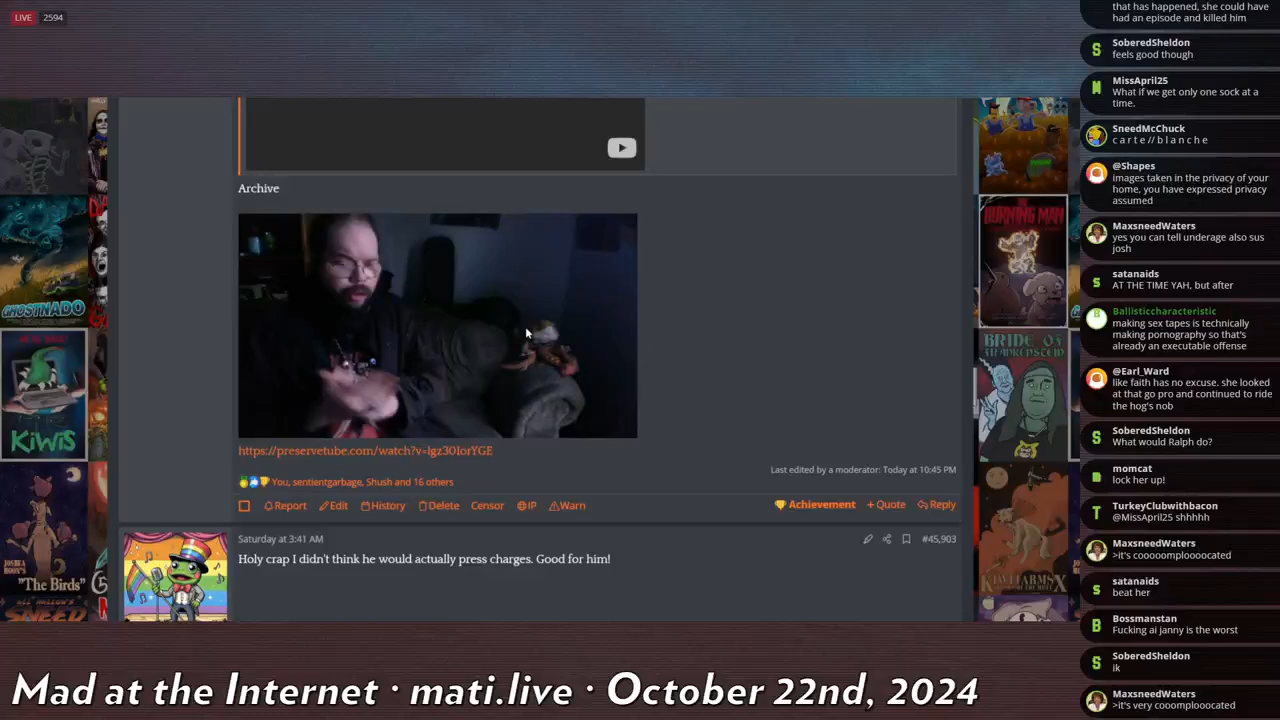 LIVE 2594
Archive
https://preservetube.com/watch?v=lgz30IorYGE
Last edited by a moderator: Today at 10:45 PM
You, sentientgarbage, Shush and 16 others
Report Edit History Delete Censor IP Warn Achievement + Quote Reply
Saturday at 3:41 AM #45,903
Holy crap I didn't think he would actually press charges. Good for him!
GHOSTNADO
KiWiS
JOSHUA
MOON'S
"The Birds"
ALL HALLOW'S
SNEED
BURNING MAN
BRIDE OF
KIWIFARMS X
that has happened, she could have
had an episode and killed him
SoberedSheldon
feels good though
MissApril25
What if we get only one sock at a
time.
SneedMcChuck
c a r t e // b l a n c h e
@Shapes
images taken in the privacy of your
home, you have expressed privacy
assumed
MaxsneedWaters
yes you can tell underage also sus
josh
satanaids
AT THE TIME YAH, but after
Ballisticcharacteristic
making sex tapes is technically
making pornography so that's
already an executable offense
@Earl_Ward
like faith has no excuse. she looked
at that go pro and continued to ride
the hog's nob
SoberedSheldon
What would Ralph do?
momcat
lock her up!
TurkeyClubwithbacon
@MissApril25 shhhhh
MaxsneedWaters
>it's cooooomplooocated
satanaids
beat her
Bossmanstan
Fucking ai janny is the worst
SoberedSheldon
ik
MaxsneedWaters
>it's very cooomplooocated
Mad at the Internet · mati.live · October 22nd, 2024